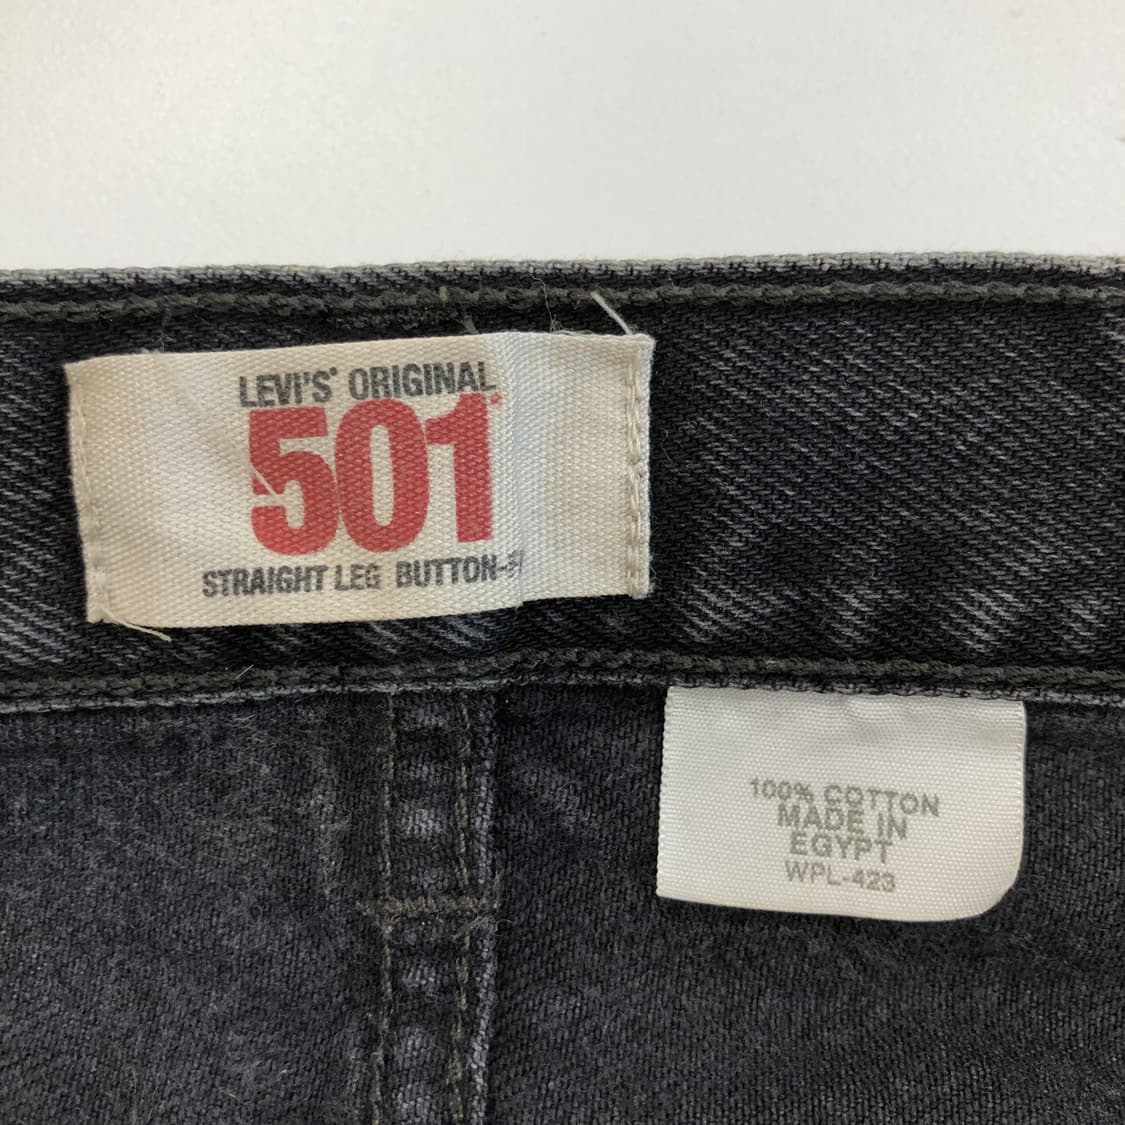 LEVI'S® ORIGINAL
501®
STRAIGHT LEG BUTTON-
100% COTTON
MADE IN
EGYPT
WPL-423